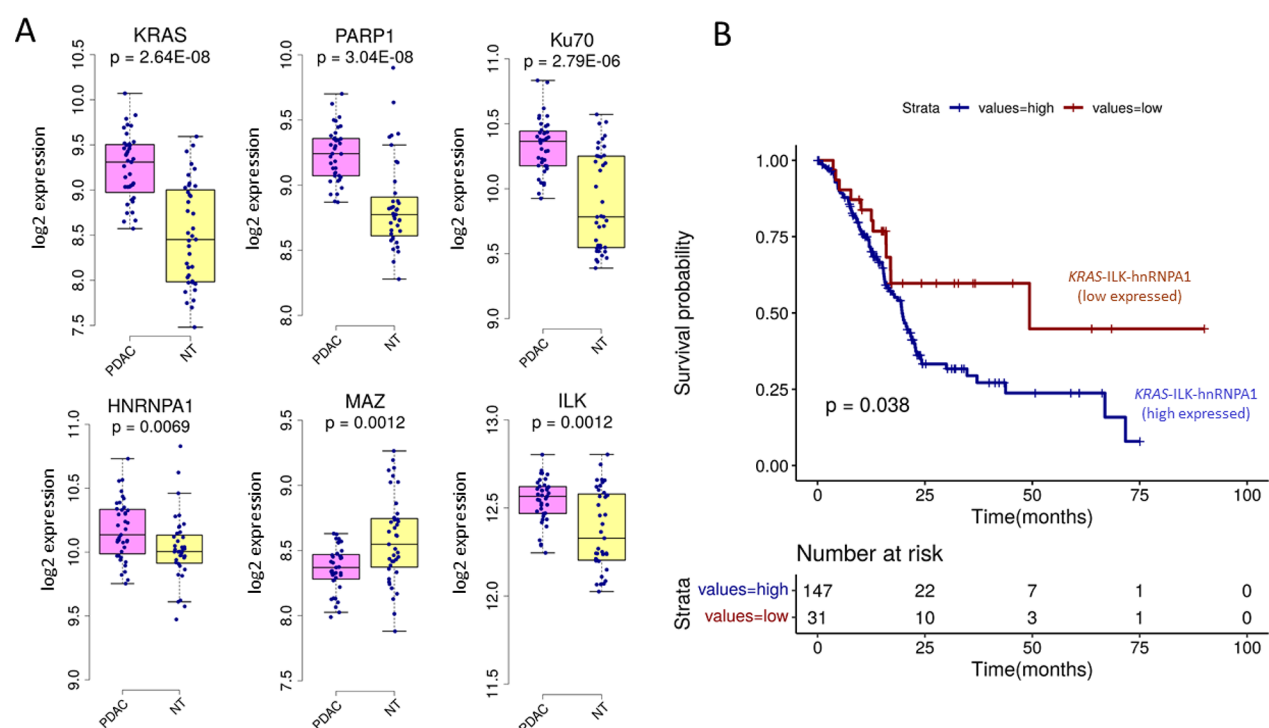 A
KRAS
p = 2.64E-08
log2 expression
10.5
10.0
9.5
9.0
8.5
8.0
7.5
PDAC
NT
PARP1
p = 3.04E-08
log2 expression
10.0
9.5
9.0
8.5
8.0
PDAC
NT
Ku70
p = 2.79E-06
log2 expression
11.0
10.5
10.0
9.5
9.0
PDAC
NT
HNRNPA1
p = 0.0069
log2 expression
11.0
10.5
10.0
9.5
9.0
PDAC
NT
MAZ
p = 0.0012
log2 expression
9.5
9.0
8.5
8.0
7.5
PDAC
NT
ILK
p = 0.0012
log2 expression
13.0
12.5
12.0
11.5
PDAC
NT
B
Strata values=high values=low
Survival probability
1.00
0.75
0.50
0.25
0.00
KRAS-ILK-hnRNPA1
(low expressed)
KRAS-ILK-hnRNPA1
(high expressed)
p = 0.038
0 25 50 75 100
Time(months)
Number at risk
Strata
values=high 147 22 7 1 0
values=low 31 10 3 1 0
0 25 50 75 100
Time(months)